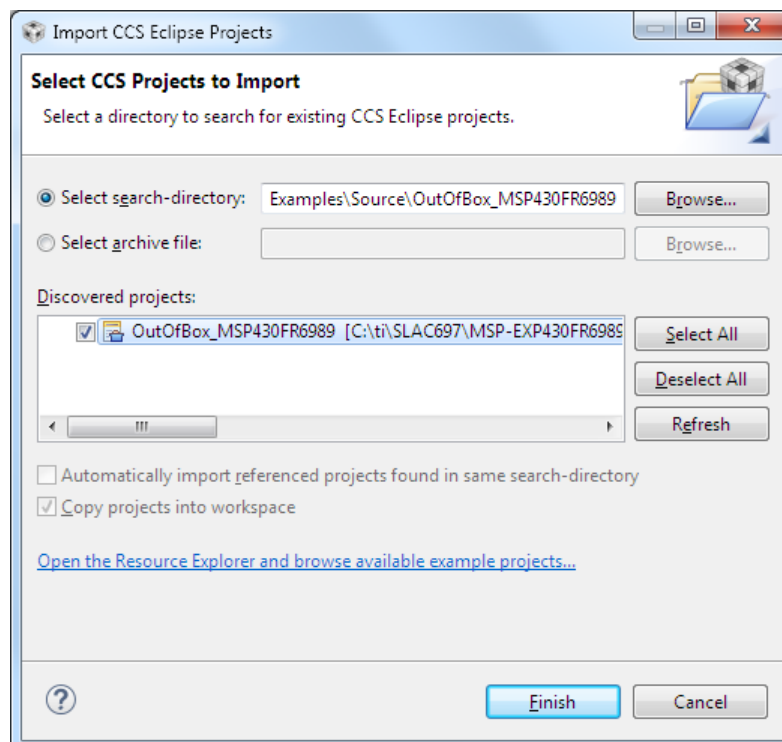 Import CCS Eclipse Projects
Select CCS Projects to Import
Select a directory to search for existing CCS Eclipse projects.
Select search-directory: Examples\Source\OutOfBox_MSP430FR6989 Browse...
Select archive file: Browse...
Discovered projects:
OutOfBox_MSP430FR6989 [C:\ti\SLAC697\MSP-EXP430FR6989 Select All
Deselect All
Refresh
Automatically import referenced projects found in same search-directory
Copy projects into workspace
Open the Resource Explorer and browse available example projects...
? Finish Cancel